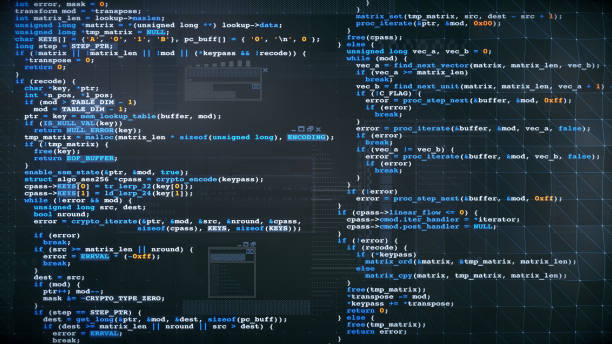 int error, mask = 0;
transform mod = *transpose;
int matrix_len = lookup->maxlen;
unsigned long *matrix = *(unsigned long **) lookup->data;
unsigned long *tmp_matrix = NULL;
char KEYS[] = {'A', 'O', '1', 'B'}, pc_buff[] = { 'O', '\n', 0 };
long step = STEP_PTR;
if (!matrix || !matrix_len || !mod || (*keypass && !recode)) {
*transpose = 0;
return 0;
}
if (recode) {
char *key, *ptr;
int *n_pos, *l_pos;
if (mod > TABLE_DIM - 1)
mod = TABLE_DIM - 1;
ptr = key = mem_lookup_table(buffer, mod);
if (IS_NULL_VAL(key))
return NULL_ERROR(key);
tmp_matrix = malloc(matrix_len * sizeof(unsigned long), ENCODING);
if (!tmp_matrix) {
free(key);
return EOF_BUFFER;
}
enable_ssm_state(&ptr, &mod, true);
struct algo_aes256 *cpass = crypto_encode(keypass);
cpass->KEYS[0] = tr_lerp_32(key[0]);
cpass->KEYS[1] = ld_lerp_24(key[1]);
while (!error && mod) {
unsigned long src, dest;
bool nround;
error = crypto_iterate(&ptr, &mod, &src, &nround, &cpass,
sizeof(cpass), KEYS, sizeof(KEYS));
if (error)
break;
if (src >= matrix_len || nround) {
error = ERRVAL = (-0xff);
break;
}
dest = src;
if (mod) {
ptr++; mod--;
mask &= ~CRYPTO_TYPE_ZERO;
}
if (step == STEP_PTR) {
dest = get_long(&ptr, &mod, &dest, sizeof(pc_buff));
if (dest >= matrix_len || nround || src > dest) {
error = ERRVAL;
break;
matrix_set(tmp_matrix, src, dest - src + 1);
proc_iterate(&ptr, &mod, 0x00);
}
free(cpass);
} else {
unsigned long vec_a, vec_b = 0;
while (mod) {
vec_a = find_next_vector(matrix, matrix_len, vec_b);
if (vec_a >= matrix_len)
break;
vec_b = find_next_unit(matrix, matrix_len, vec_a + 1)
if (!C_FLAG) {
error = proc_step_next(&buffer, &mod, 0xff)
if (error)
break;
}
error = proc_iterate(&buffer, &mod, vec_a, false)
if (error)
break;
if (vec_a != vec_b) {
error = proc_iterate(&buffer, &mod, vec_b, false)
if (error)
break;
}
}
if (!error)
error = proc_step_next(&buffer, &mod, 0xff);
}
if (cpass->linear_flow <= 0) {
cpass->cmod.iter_handler = *iterator;
cpass->cmod.post_handler = NULL;
}
if (!error) {
if (recode) {
if (*keypass)
matrix_ord(&matrix, &tmp_matrix, matrix_len);
else
matrix_cpy(matrix, tmp_matrix, matrix_len);
}
free(tmp_matrix);
*transpose -= mod;
*keypass += *transpose;
return 0;
} else {
free(tmp_matrix);
return error;